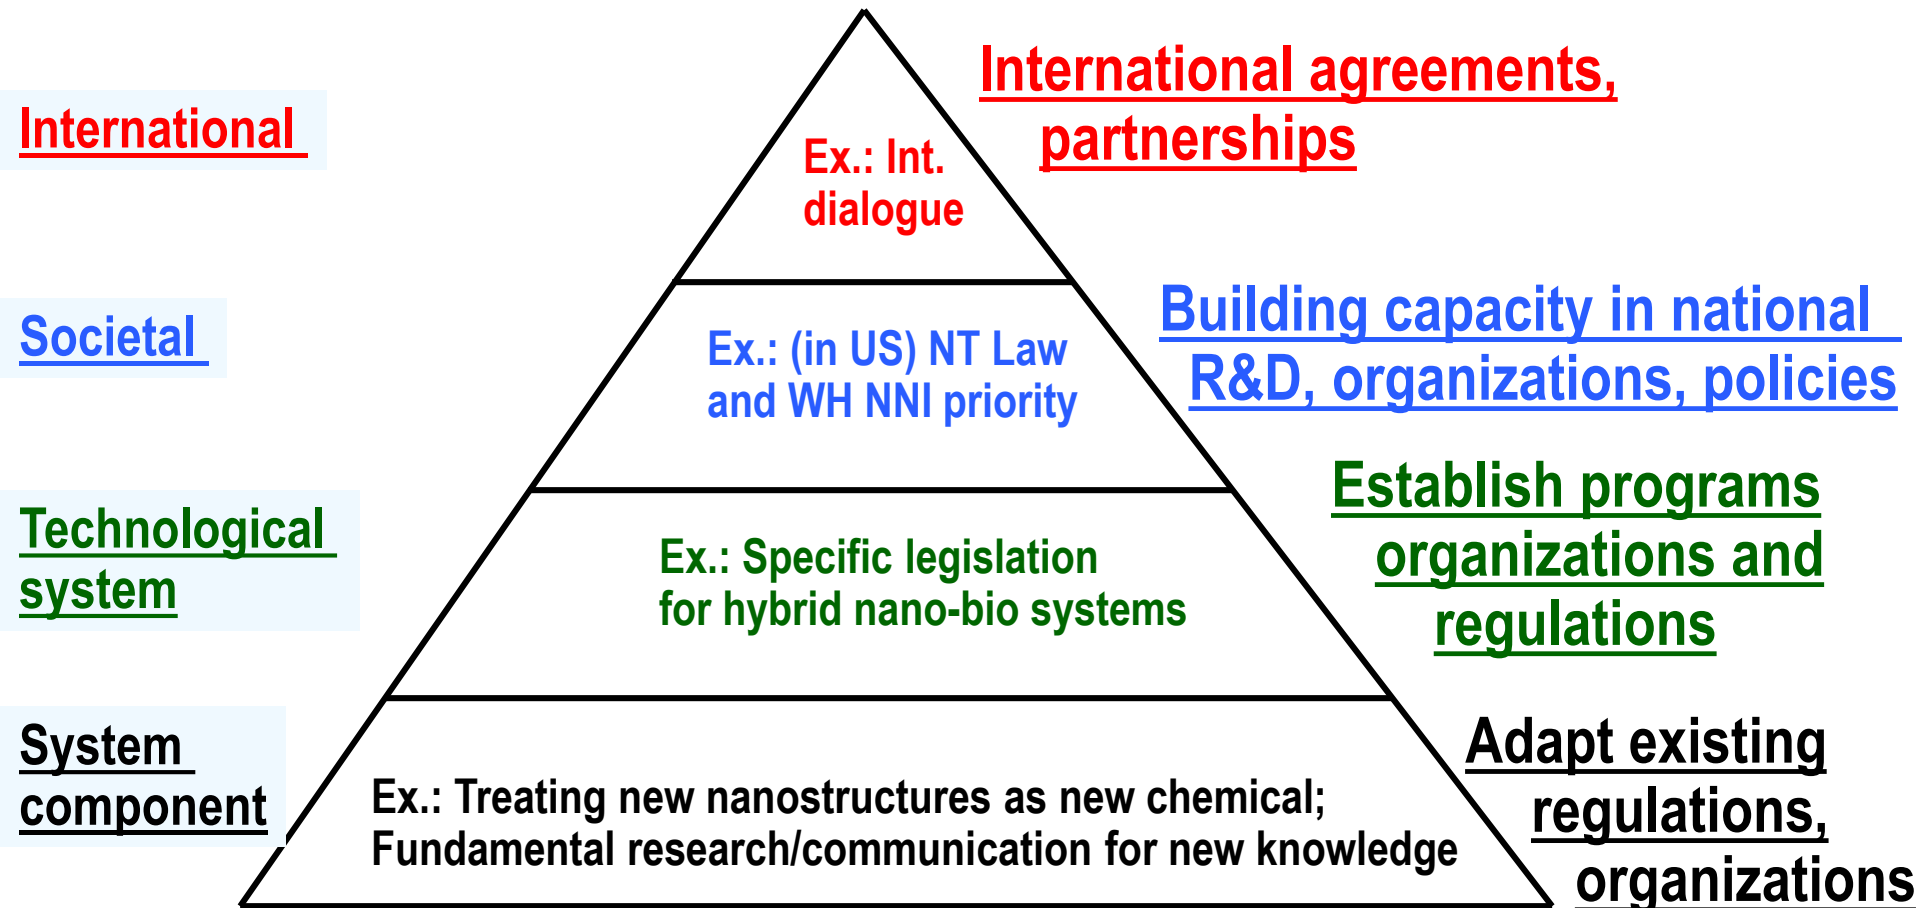 International
Ex.: Int.
dialogue
International agreements,
partnerships
Societal
Ex.: (in US) NT Law
and WH NNI priority
Building capacity in national
R&D, organizations, policies
Technological
system
Ex.: Specific legislation
for hybrid nano-bio systems
Establish programs
organizations and
regulations
System
component
Ex.: Treating new nanostructures as new chemical;
Fundamental research/communication for new knowledge
Adapt existing
regulations,
organizations